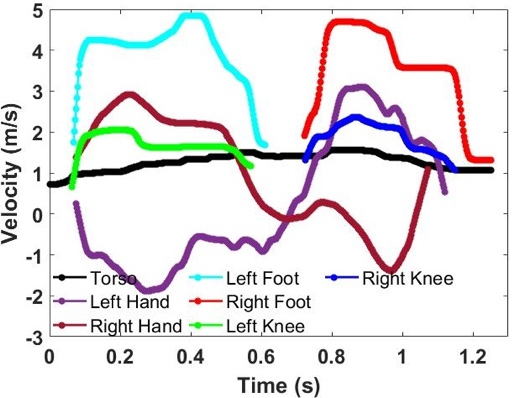 5
4
3
2
1
0
-1
-2
-3
Velocity (m/s)
Torso Left Foot Right Knee
Left Hand Right Foot
Right Hand Left Knee
0 0.2 0.4 0.6 0.8 1 1.2
Time (s)